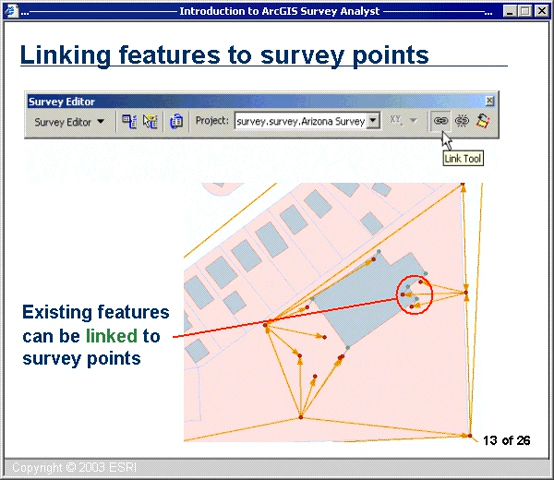 Introduction to ArcGIS Survey Analyst
Linking features to survey points
Survey Editor
Survey Editor Project: survey.survey.Arizona Survey XY,
Link Tool
Existing features
can be linked to
survey points
13 of 26
Copyright © 2003 ESRI